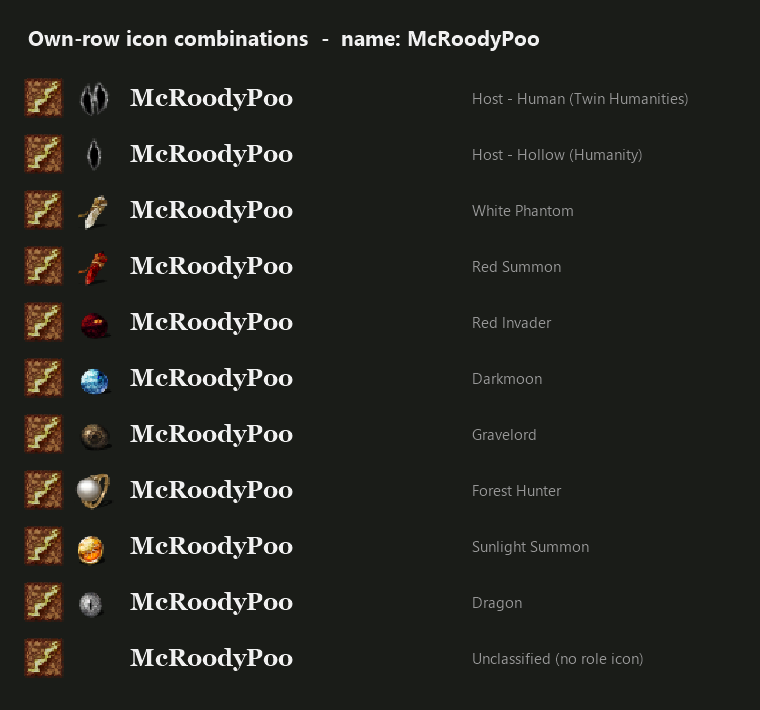 Own-row icon combinations - name: McRoodyPoo
McRoodyPoo Host - Human (Twin Humanities)
McRoodyPoo Host - Hollow (Humanity)
McRoodyPoo White Phantom
McRoodyPoo Red Summon
McRoodyPoo Red Invader
McRoodyPoo Darkmoon
McRoodyPoo Gravelord
McRoodyPoo Forest Hunter
McRoodyPoo Sunlight Summon
McRoodyPoo Dragon
McRoodyPoo Unclassified (no role icon)